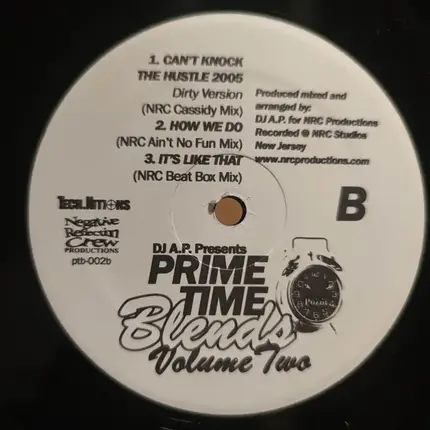 1. CAN'T KNOCK
THE HUSTLE 2005
Dirty Version
(NRC Cassidy Mix)
2. HOW WE DO
(NRC Ain't No Fun Mix)
3. IT'S LIKE THAT
(NRC Beat Box Mix)
Produced mixed and
arranged by:
DJ A.P. for NRC Productions
Recorded @ NRC Studios
New Jersey
www.nrcproductions.com
B
Negative
Reflection
Crew
PRODUCTIONS
ptb-002b
DJ A.P. Presents
PRIME
TIME
Blends
Volume Two